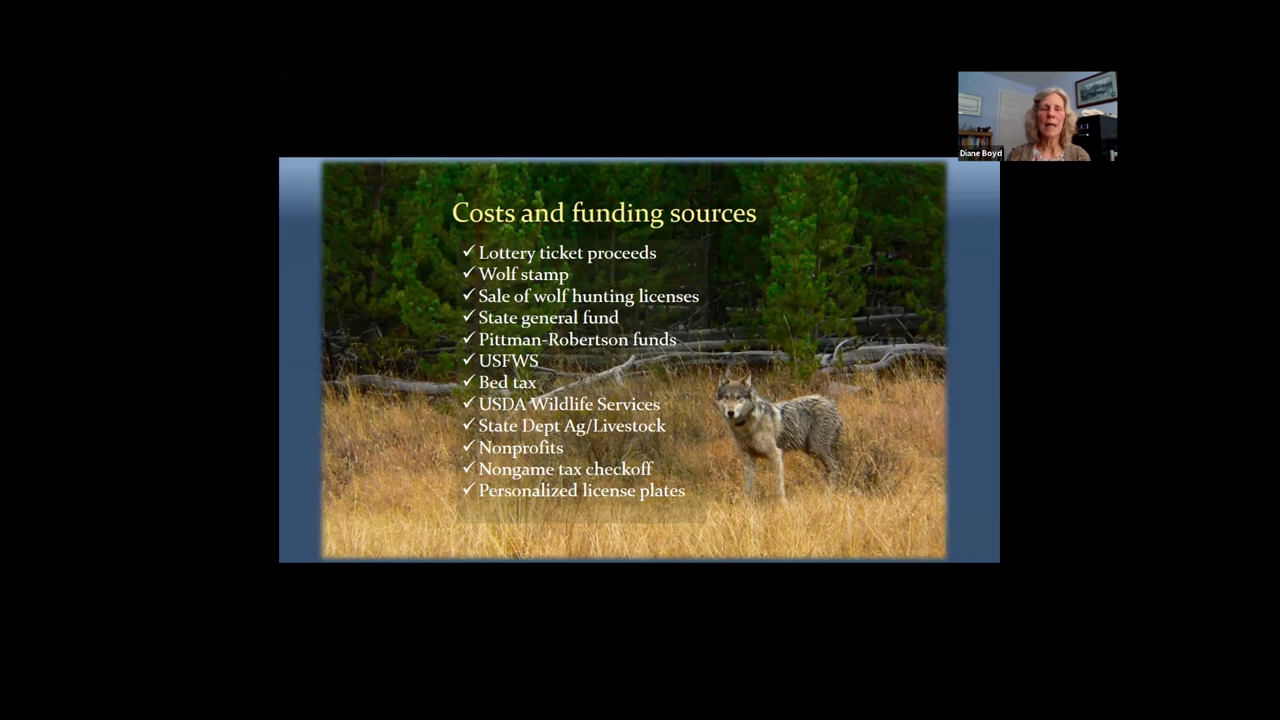 Diane Boyd
Costs and funding sources
✓ Lottery ticket proceeds
✓ Wolf stamp
✓ Sale of wolf hunting licenses
✓ State general fund
✓ Pittman-Robertson funds
✓ USFWS
✓ Bed tax
✓ USDA Wildlife Services
✓ State Dept Ag/Livestock
✓ Nonprofits
✓ Nongame tax checkoff
✓ Personalized license plates